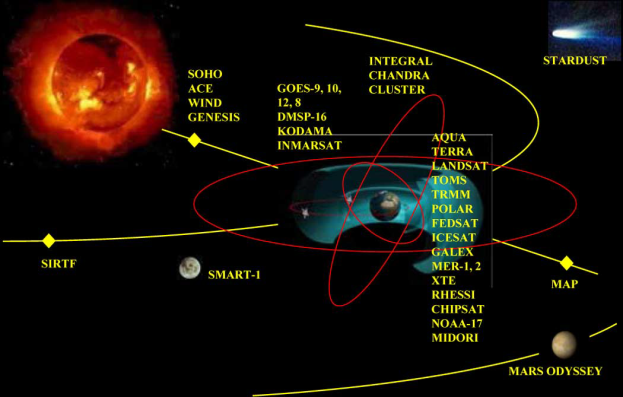 STARDUST
INTEGRAL
CHANDRA
CLUSTER
SOHO
ACE
WIND
GENESIS
GOES-9, 10,
12, 8
DMSP-16
KODAMA
INMARSAT
AQUA
TERRA
LANDSAT
TOMS
TRMM
POLAR
FEDSAT
ICESAT
GALEX
MER-1, 2
XTE
RHESSI
CHIPSAT
NOAA-17
MIDORI
SIRTF
SMART-1
MAP
MARS ODYSSEY